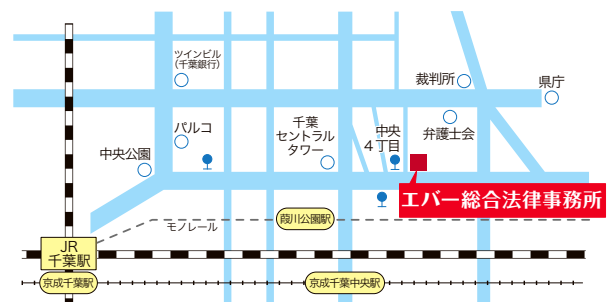 ツインビル
(千葉銀行)
裁判所
県庁
パルコ
千葉
セントラル
タワー
中央
4丁目
弁護士会
中央公園
エバー総合法律事務所
葭川公園駅
モノレール
JR
千葉駅
京成千葉駅
京成千葉中央駅